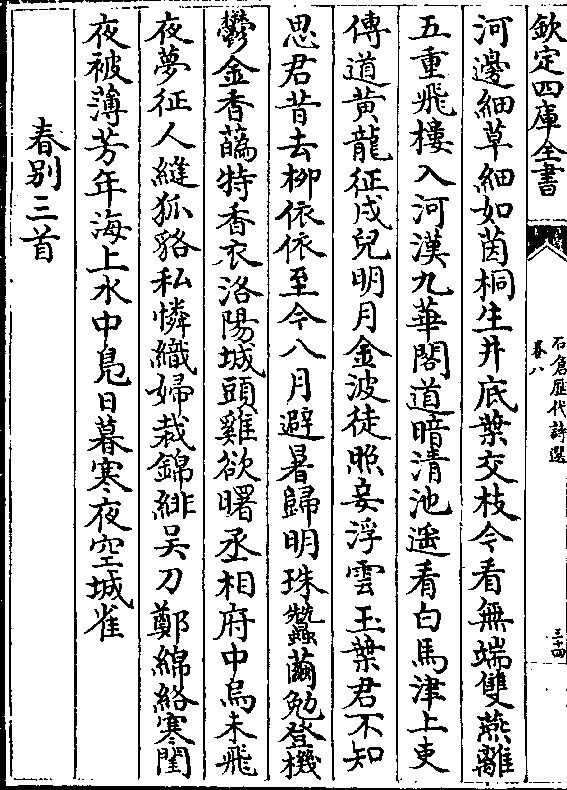 欽定四庫全書
石倉歷代詩選
卷八
三十四
河邊細草細如茵桐生井底葉交枝今看無端雙燕離
五重飛樓入河漢九華閣道暗清池遥看白馬津上吏
傳道黃龍征戍兒明月金波徒照妾浮雲玉葉君不知
思君昔去柳依依至今八月避暑歸明珠蠶繭勉登機
鬱金香蘤特香衣洛陽城頭雞欲曙丞相府中烏未飛
夜夢征人縫狐貉私憐織婦裁錦緋吴刀鄭綿絡寒閨
夜被薄芳年海上水中鳧日暮寒夜空城雀
春别三首